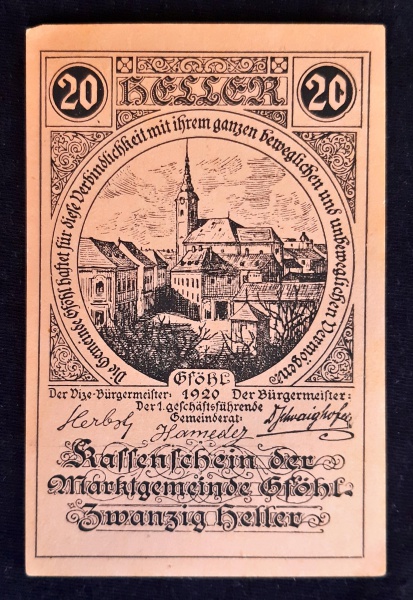 20 HELLER 20
Die Gemeinde Gföhl haftet für diese Verbindlichkeit mit ihrem ganzen beweglichen und unbeweglichen Vermögen
Gföhl
Der Vize-Bürgermeister: 1920 Der Bürgermeister:
Der 1. geschäftsführende
Gemeinderat:
Herbst Hameder
Kassenschein der
Marktgemeinde Gföhl
Zwanzig Heller